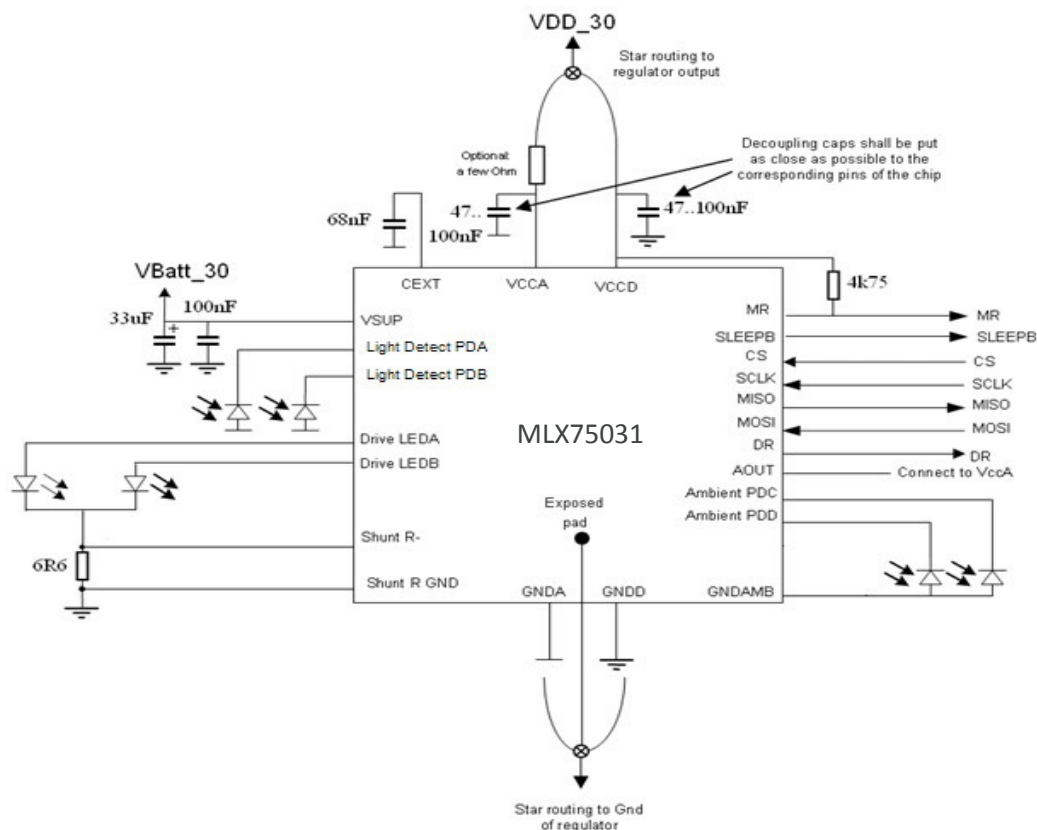 VDD_30
Star routing to
regulator output
Optional:
a few Ohm
Decoupling caps shall be put
as close as possible to the
corresponding pins of the chip
68nF
47..
100nF
47..100nF
VBatt_30
33uF
+
100nF
4k75
CEXT
VCCA
VCCD
VSUP
Light Detect PDA
Light Detect PDB
Drive LEDA
Drive LEDB
Shunt R-
Shunt R GND
6R6
MLX75031
Exposed
pad
MR
SLEEPB
CS
SCLK
MISO
MOSI
DR
AOUT
Ambient PDC
Ambient PDD
GNDAMB
MR
SLEEPB
CS
SCLK
MISO
MOSI
DR
Connect to VccA
GNDA
GNDD
Star routing to Gnd
of regulator